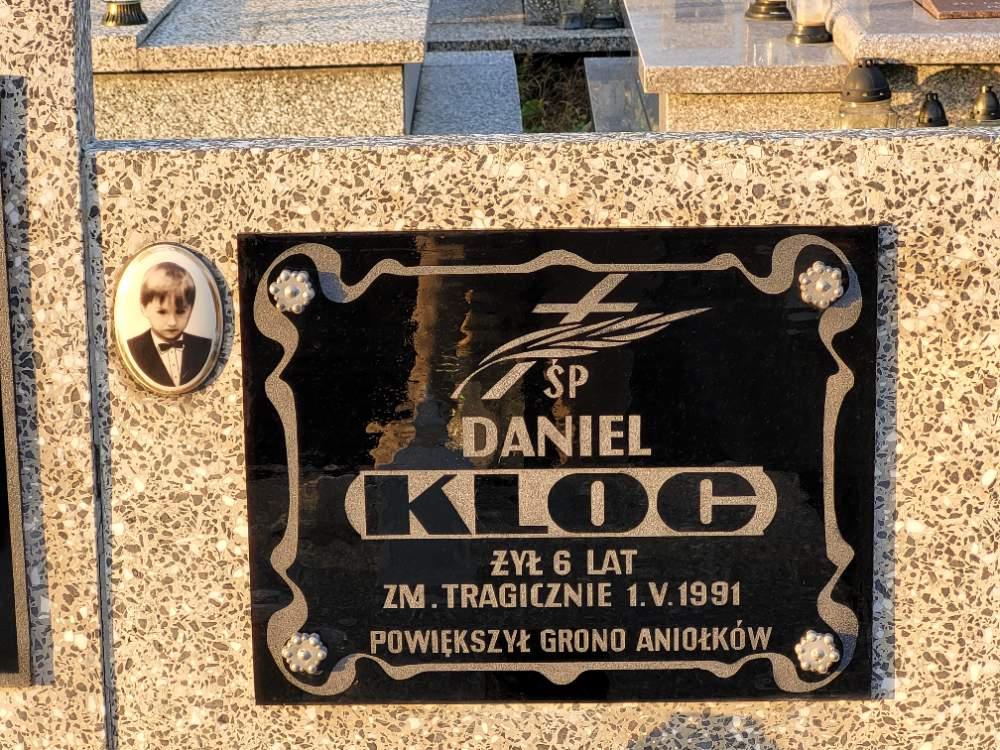 ŚP
DANIEL
KLOC
ŻYŁ 6 LAT
ZM. TRAGICZNIE 1.V.1991
POWIĘKSZYŁ GRONO ANIOŁKÓW